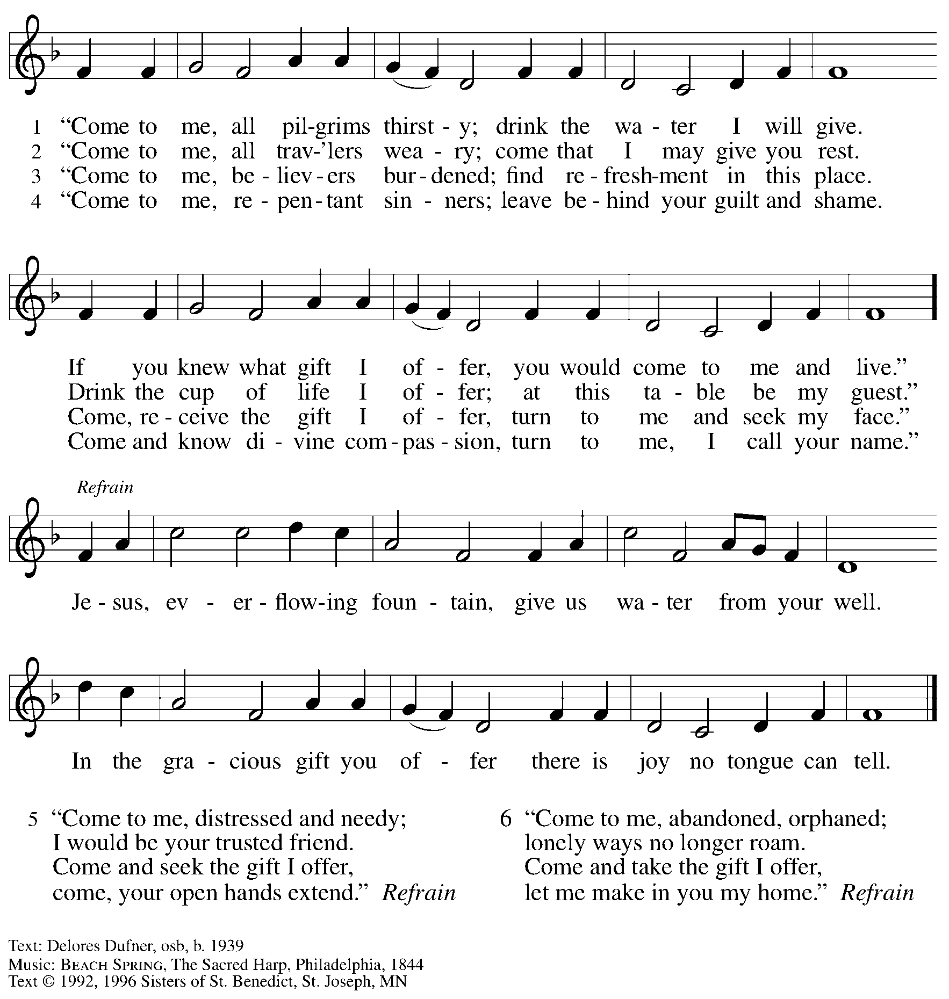 1 “Come to me, all pil-grims thirst - y; drink the wa - ter I will give.
2 “Come to me, all trav-’lers wea - ry; come that I may give you rest.
3 “Come to me, be - liev - ers bur - dened; find re - fresh-ment in this place.
4 “Come to me, re - pen - tant sin - ners; leave be - hind your guilt and shame.
If you knew what gift I of - fer, you would come to me and live.”
Drink the cup of life I of - fer; at this ta - ble be my guest.”
Come, re - ceive the gift I of - fer, turn to me and seek my face.”
Come and know di - vine com - pas - sion, turn to me, I call your name.”
Refrain
Je - sus, ev - er - flow-ing foun - tain, give us wa - ter from your well.
In the gra - cious gift you of - fer there is joy no tongue can tell.
5 “Come to me, distressed and needy;
I would be your trusted friend.
Come and seek the gift I offer,
come, your open hands extend.” Refrain
6 “Come to me, abandoned, orphaned;
lonely ways no longer roam.
Come and take the gift I offer,
let me make in you my home.” Refrain
Text: Delores Dufner, osb, b. 1939
Music: BEACH SPRING, The Sacred Harp, Philadelphia, 1844
Text © 1992, 1996 Sisters of St. Benedict, St. Joseph, MN